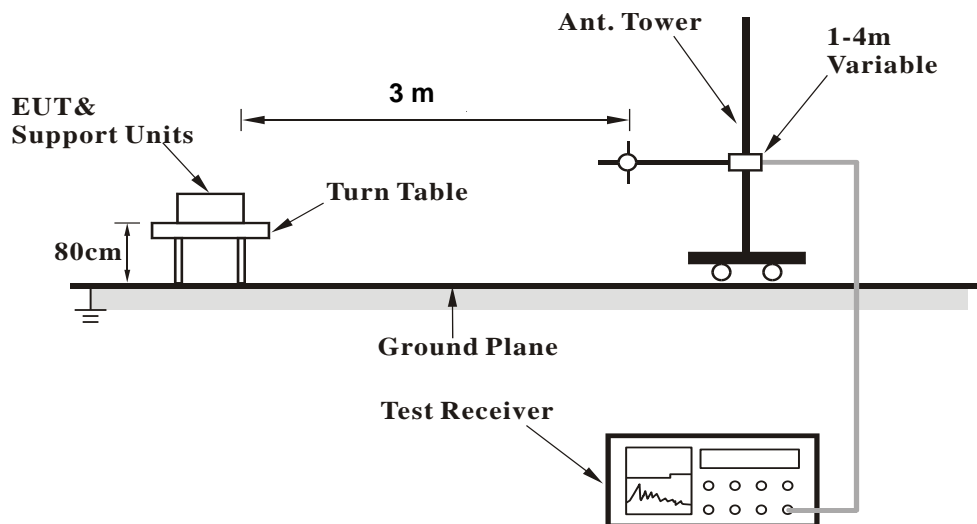 Ant. Tower
1-4m
Variable
3 m
EUT&
Support Units
Turn Table
80cm
Ground Plane
Test Receiver